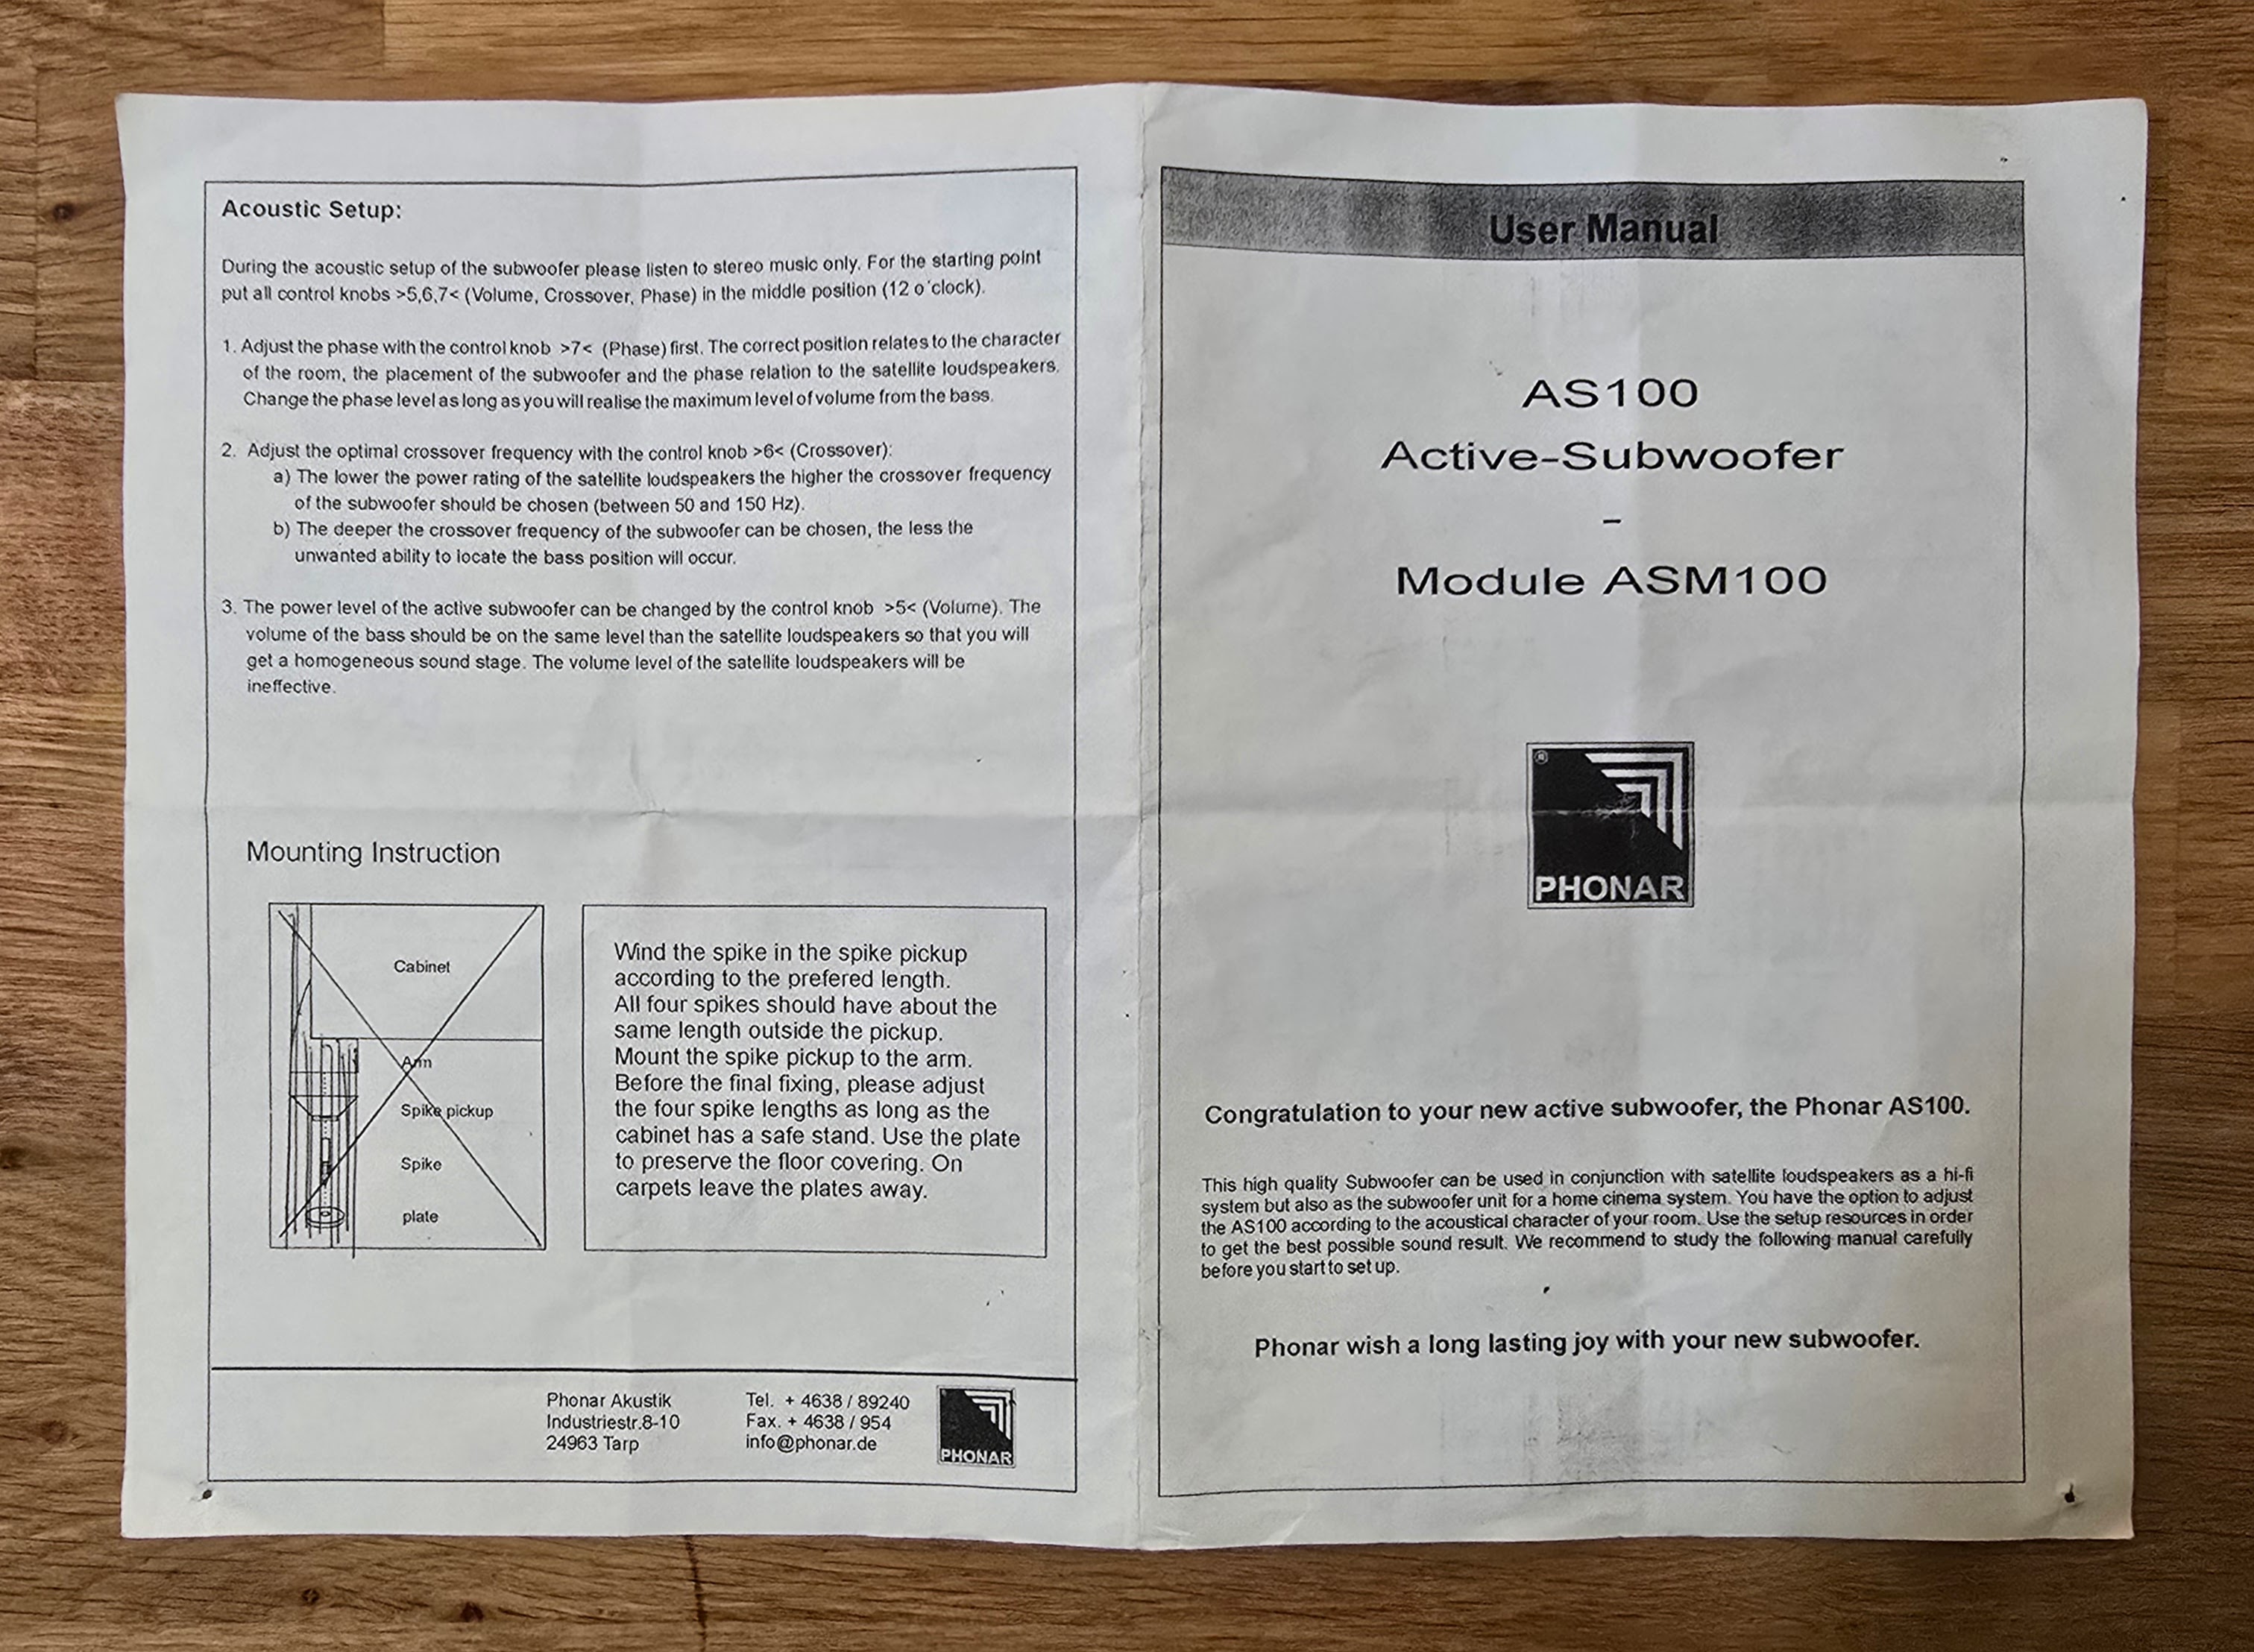 Acoustic Setup:
During the acoustic setup of the subwoofer please listen to stereo music only. For the starting point
put all control knobs >5,6,7< (Volume, Crossover, Phase) in the middle position (12 o´clock).
1. Adjust the phase with the control knob >7< (Phase) first. The correct position relates to the character
of the room, the placement of the subwoofer and the phase relation to the satellite loudspeakers.
Change the phase level as long as you will realise the maximum level of volume from the bass.
2. Adjust the optimal crossover frequency with the control knob >6< (Crossover):
a) The lower the power rating of the satellite loudspeakers the higher the crossover frequency
of the subwoofer should be chosen (between 50 and 150 Hz).
b) The deeper the crossover frequency of the subwoofer can be chosen, the less the
unwanted ability to locate the bass position will occur.
3. The power level of the active subwoofer can be changed by the control knob >5< (Volume). The
volume of the bass should be on the same level than the satellite loudspeakers so that you will
get a homogeneous sound stage. The volume level of the satellite loudspeakers will be
ineffective.
Mounting Instruction
Cabinet
Arm
Spike pickup
Spike
plate
Wind the spike in the spike pickup
according to the prefered length.
All four spikes should have about the
same length outside the pickup.
Mount the spike pickup to the arm.
Before the final fixing, please adjust
the four spike lengths as long as the
cabinet has a safe stand. Use the plate
to preserve the floor covering. On
carpets leave the plates away.
Phonar Akustik
Industriestr.8-10
24963 Tarp
Tel. + 4638 / 89240
Fax. + 4638 / 954
info@phonar.de
PHONAR
User Manual
AS100
Active-Subwoofer
–
Module ASM100
®
PHONAR
Congratulation to your new active subwoofer, the Phonar AS100.
This high quality Subwoofer can be used in conjunction with satellite loudspeakers as a hi-fi
system but also as the subwoofer unit for a home cinema system. You have the option to adjust
the AS100 according to the acoustical character of your room. Use the setup resources in order
to get the best possible sound result. We recommend to study the following manual carefully
before you start to set up.
Phonar wish a long lasting joy with your new subwoofer.